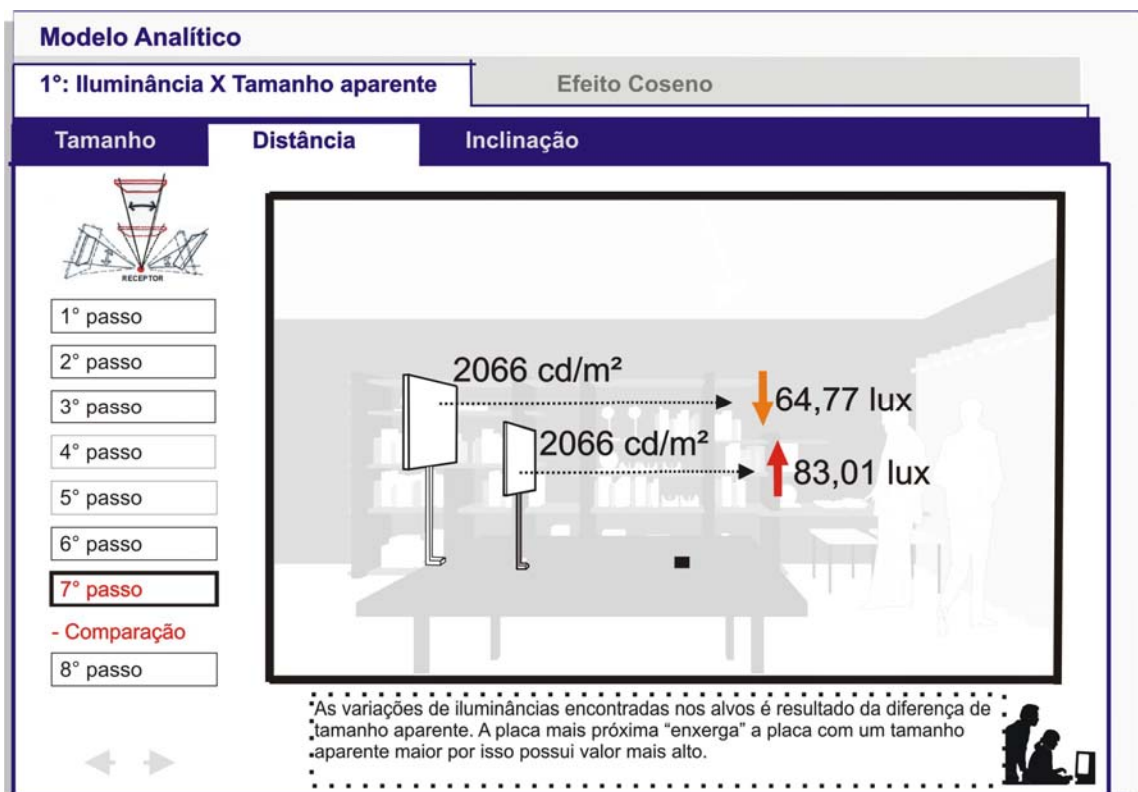 Modelo Analítico
1°: Iluminância X Tamanho aparente
Efeito Coseno
Tamanho
Distância
Inclinação
RECEPTOR
1° passo
2° passo
3° passo
4° passo
5° passo
6° passo
7° passo
- Comparação
8° passo
2066 cd/m²
64,77 lux
2066 cd/m²
83,01 lux
As variações de iluminâncias encontradas nos alvos é resultado da diferença de
tamanho aparente. A placa mais próxima “enxerga” a placa com um tamanho
aparente maior por isso possui valor mais alto.